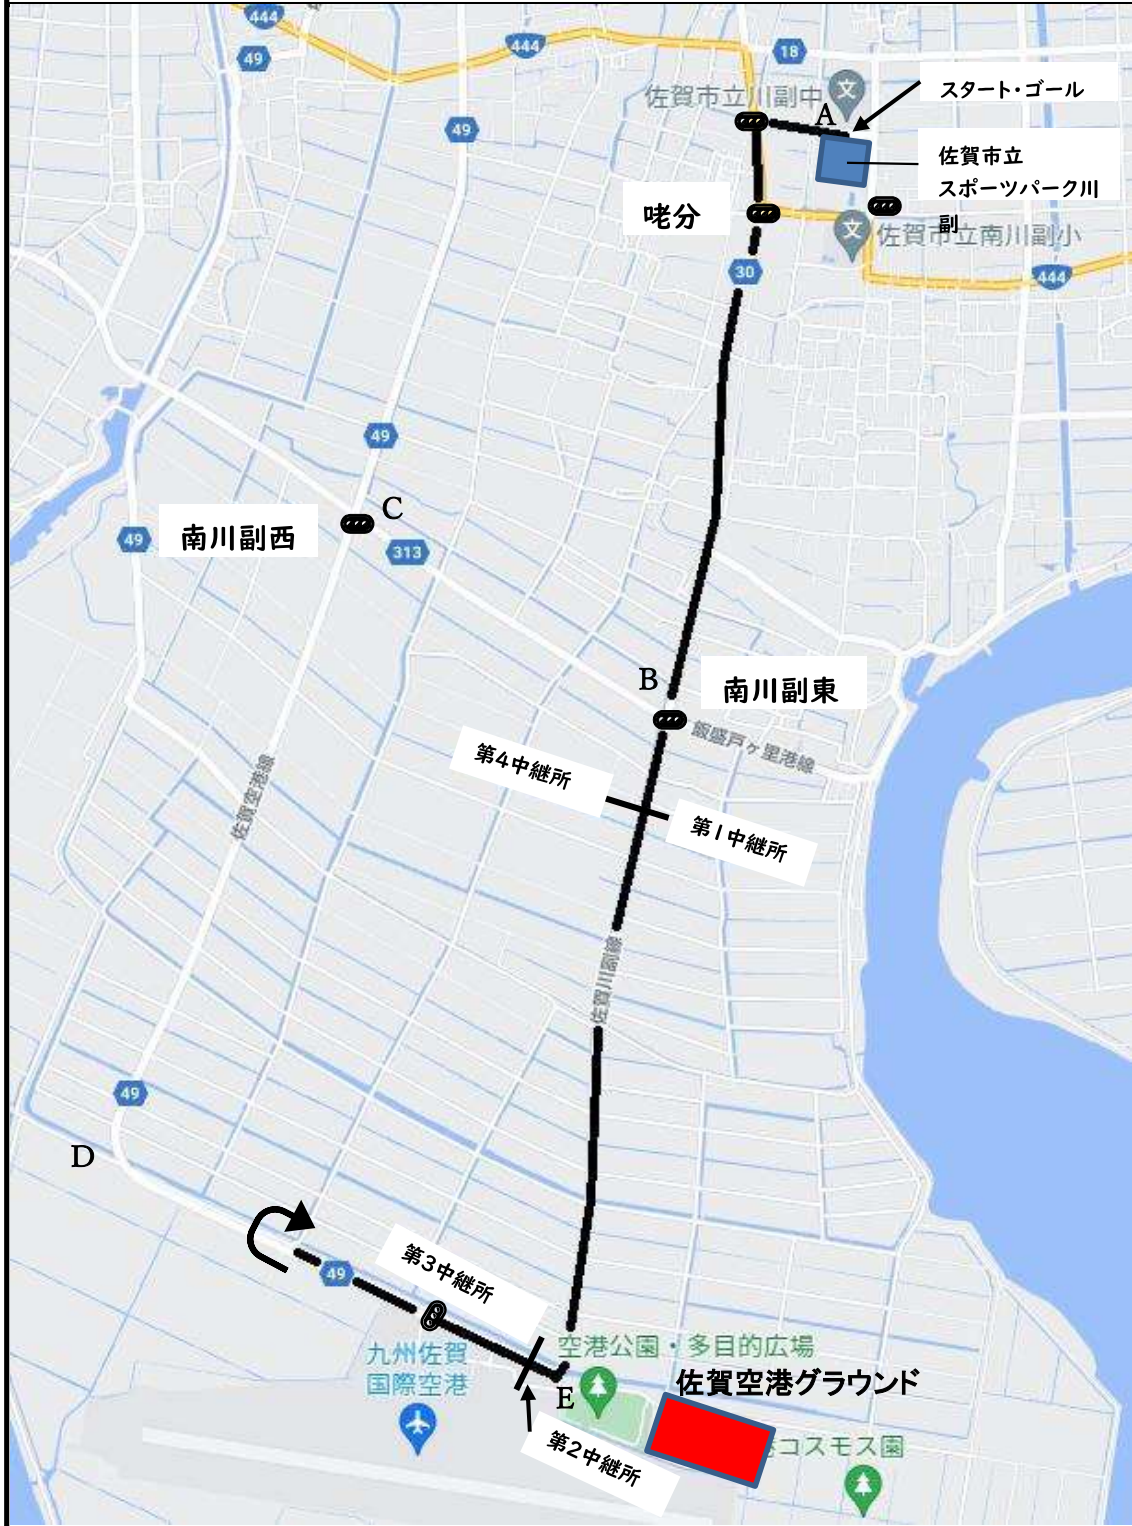 444
49
444
18
佐賀市立川副中
スタート・ゴール
A
49
佐賀市立
スポーツパーク川
副
咾分
佐賀市立南川副小
30
444
49
C
南川副西
49
313
B
南川副東
飯盛戸ヶ里港線
第4中継所
第1中継所
佐賀空港線
佐賀川副線
49
D
第3中継所
49
九州佐賀
国際空港
空港公園・多目的広場
佐賀空港グラウンド
E
第2中継所
コスモス園